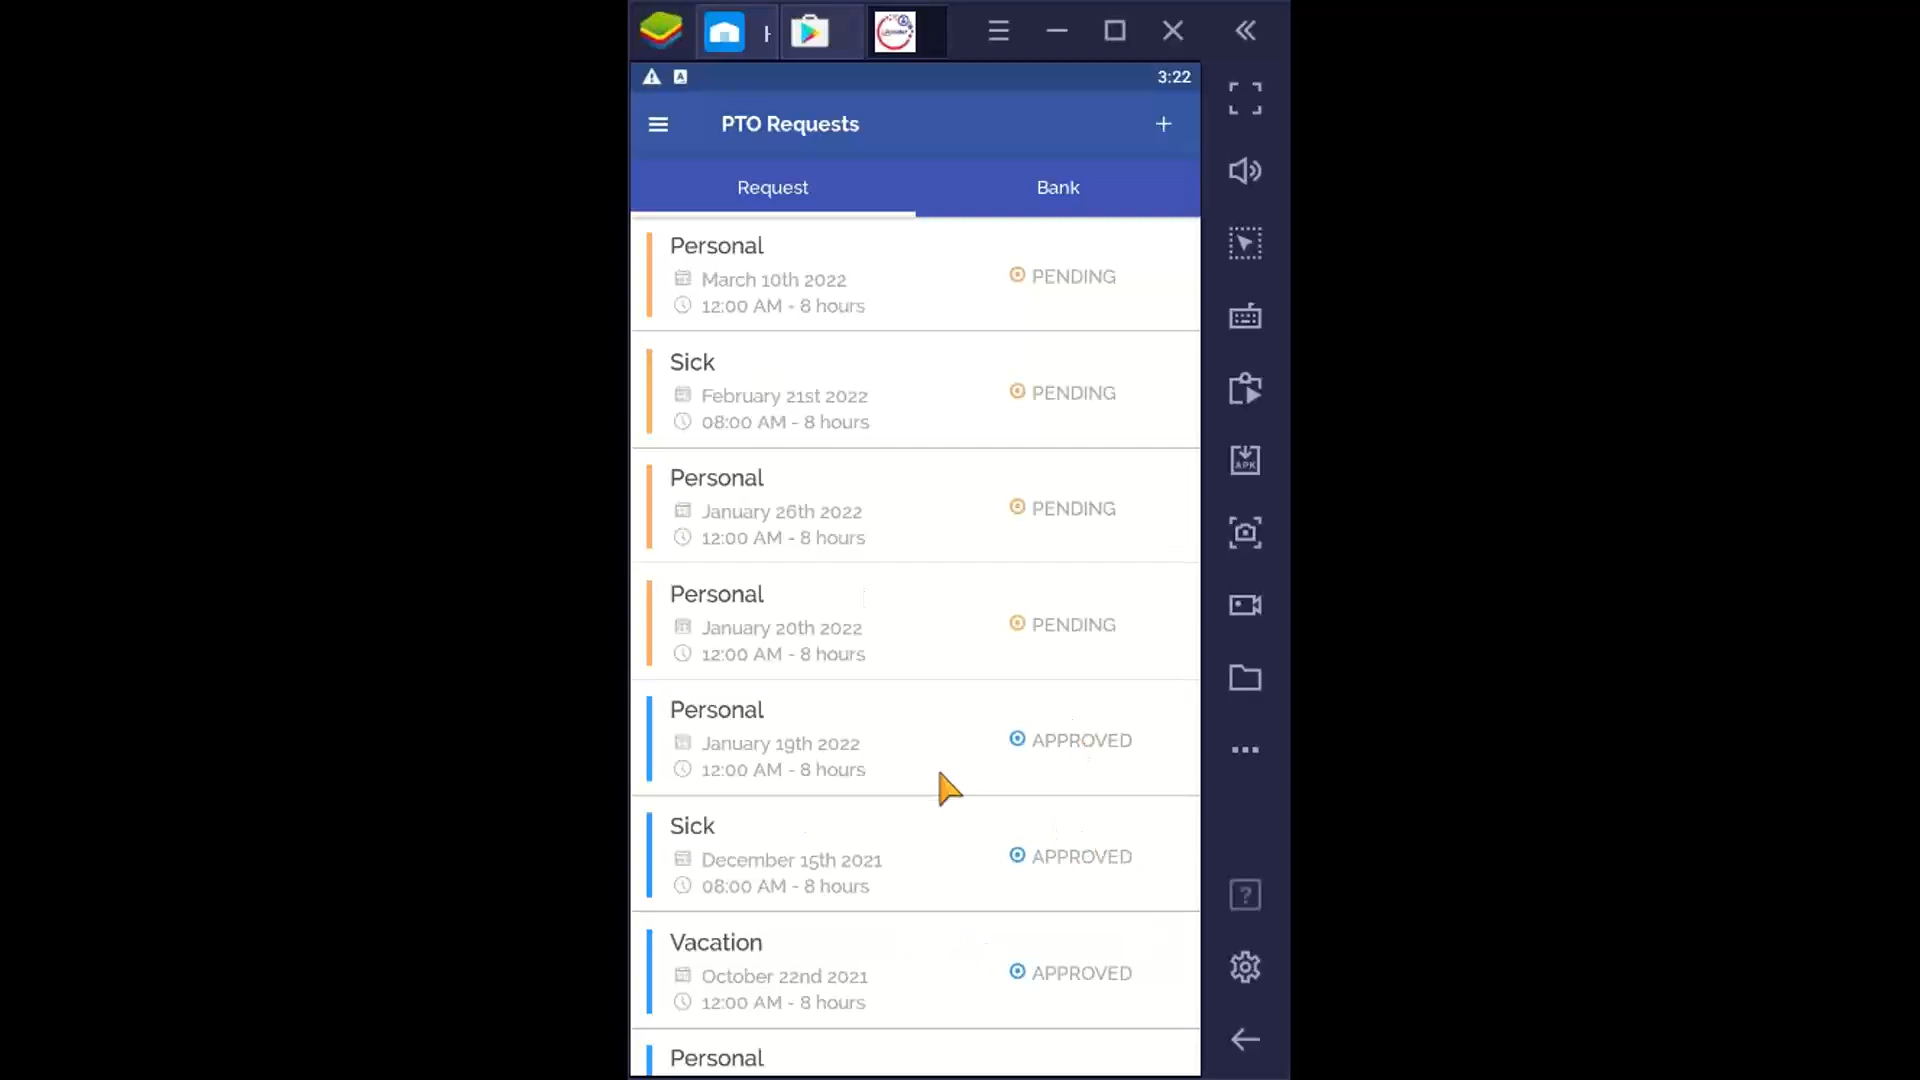 3:22
PTO Requests
Request
Bank
Personal
March 10th 2022
12:00 AM - 8 hours
PENDING
Sick
February 21st 2022
08:00 AM - 8 hours
PENDING
Personal
January 26th 2022
12:00 AM - 8 hours
PENDING
Personal
January 20th 2022
12:00 AM - 8 hours
PENDING
Personal
January 19th 2022
12:00 AM - 8 hours
APPROVED
Sick
December 15th 2021
08:00 AM - 8 hours
APPROVED
Vacation
October 22nd 2021
12:00 AM - 8 hours
APPROVED
Personal
APK